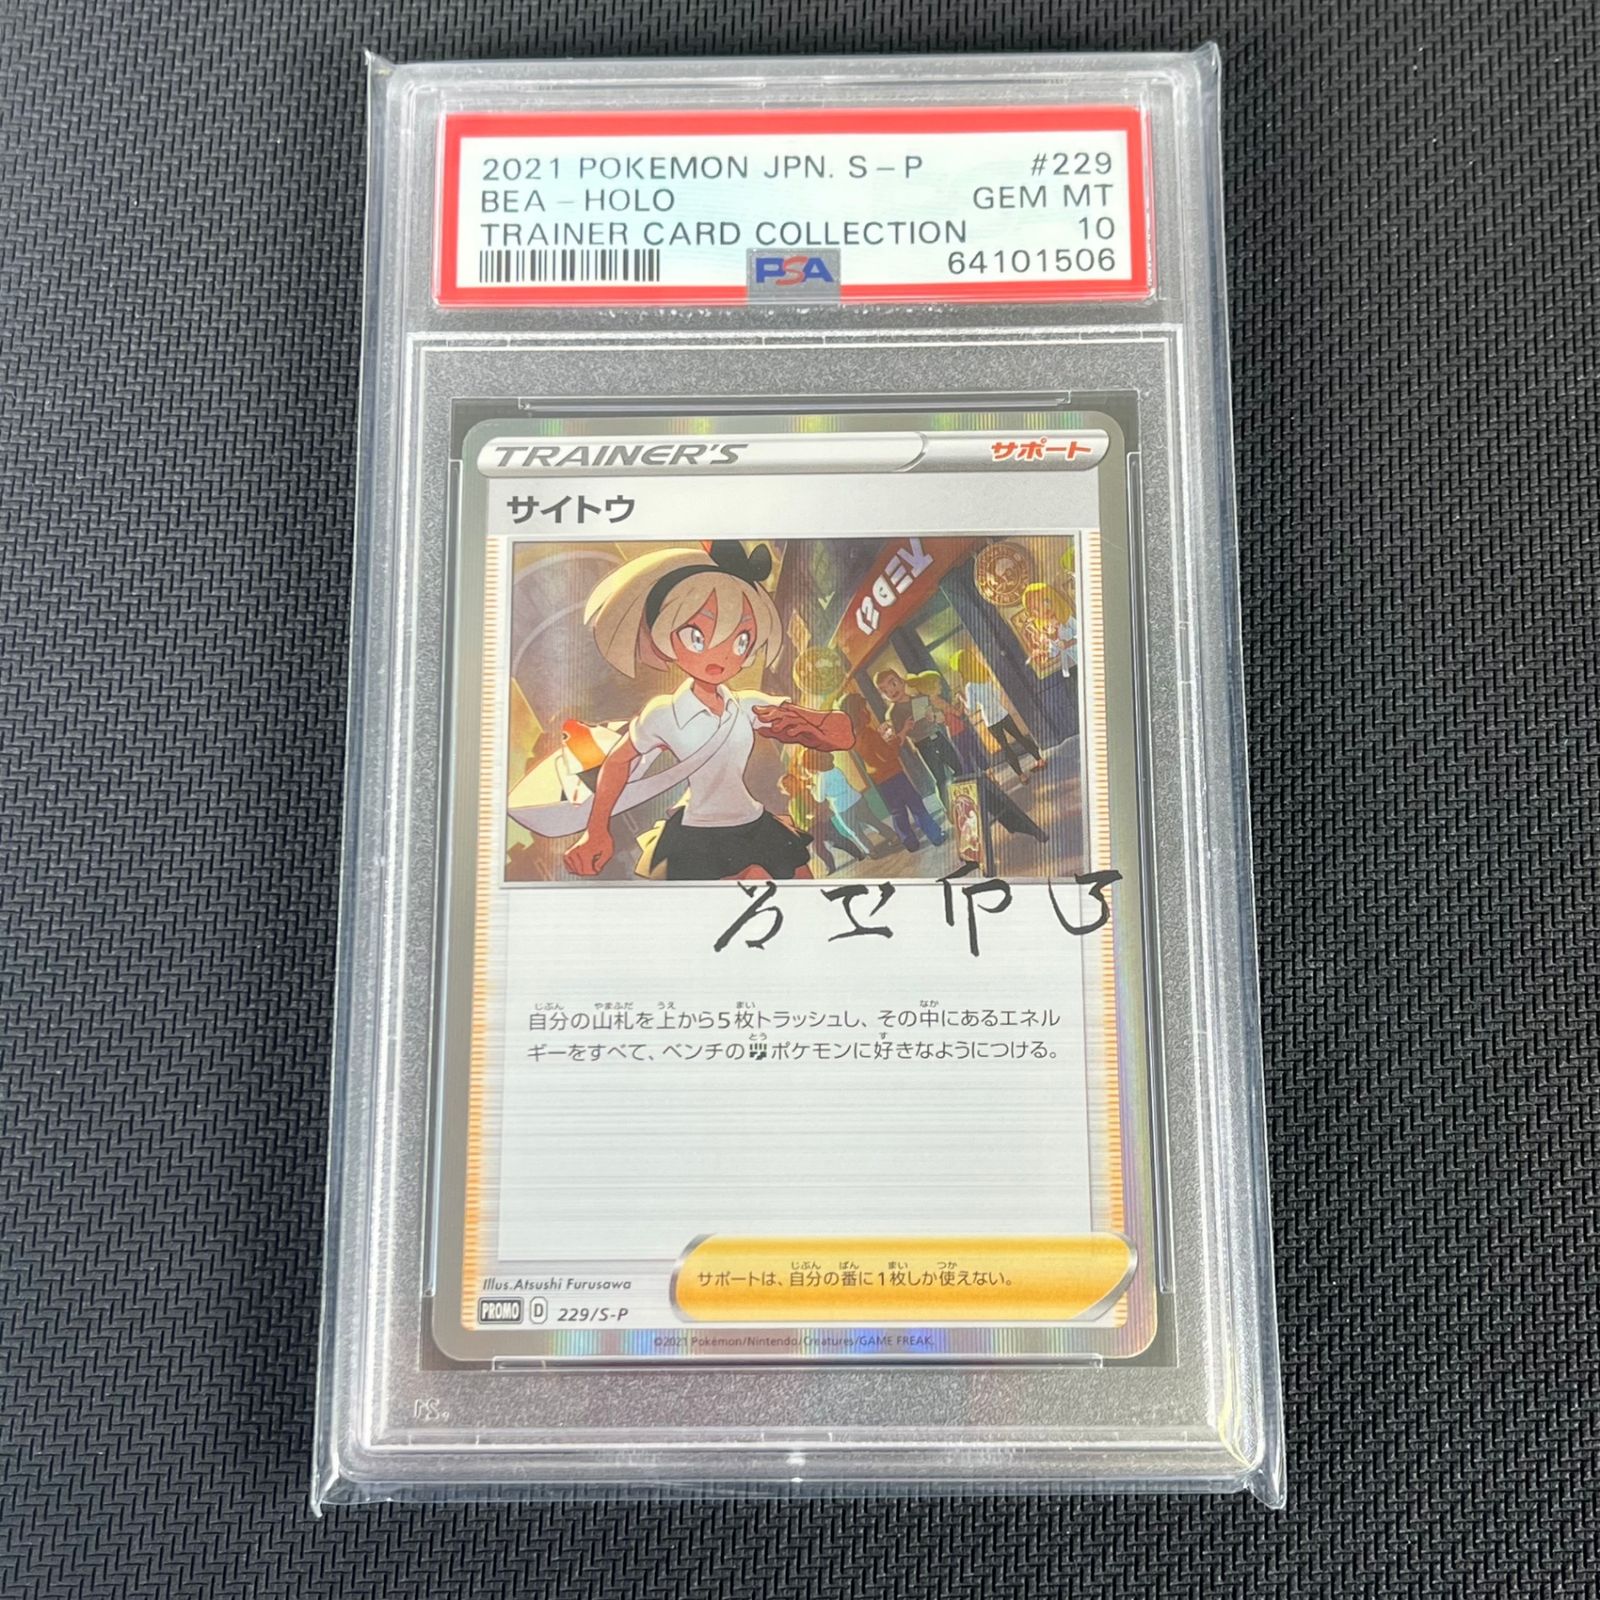 2021 POKEMON JPN. S-P #229
BEA - HOLO GEM MT
TRAINER CARD COLLECTION 10
PSA 64101506
TRAINER'S サポート
サイトウ
自分の山札を上から5枚トラッシュし、その中にあるエネル
ギーをすべて、ベンチの闘ポケモンに好きなようにつける。
サポートは、自分の番に1枚しか使えない。
Illus.Atsushi Furusawa
PROMO D 229/S-P
©2021 Pokémon/Nintendo/Creatures/GAME FREAK.